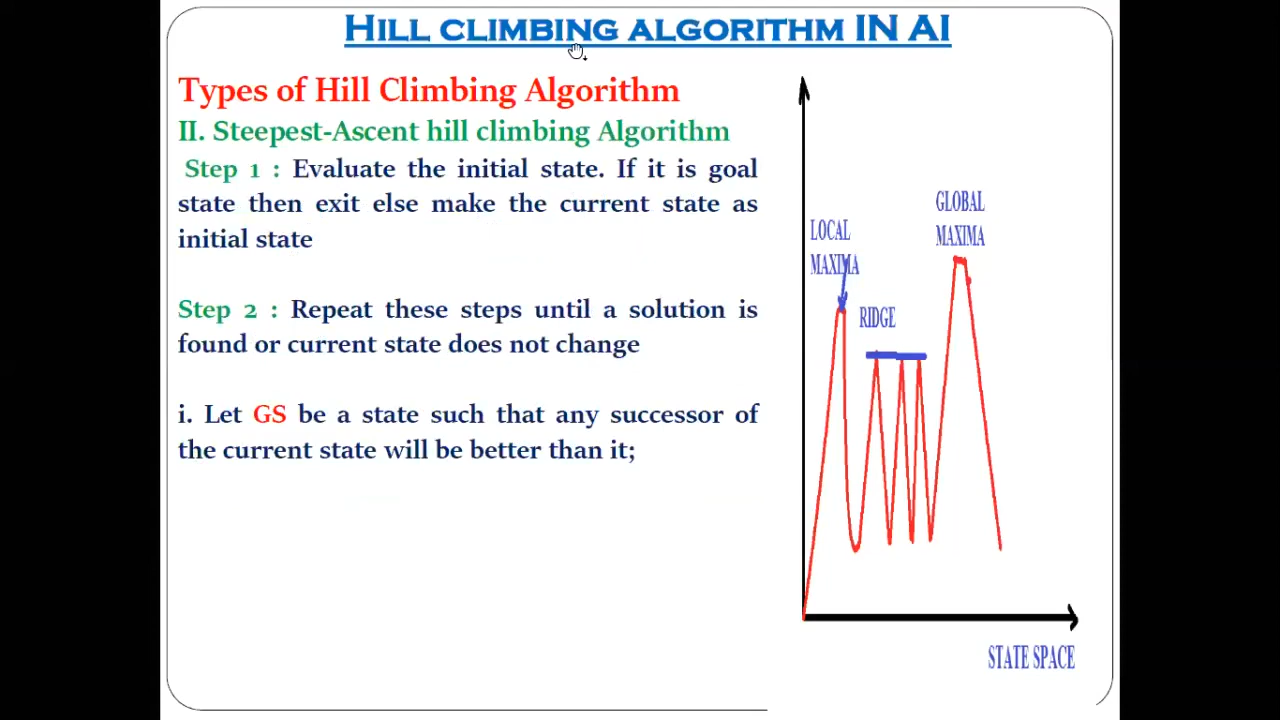 HILL CLIMBING ALGORITHM IN AI
Types of Hill Climbing Algorithm
II. Steepest-Ascent hill climbing Algorithm
Step 1 : Evaluate the initial state. If it is goal
state then exit else make the current state as
initial state
Step 2 : Repeat these steps until a solution is
found or current state does not change
i. Let GS be a state such that any successor of
the current state will be better than it;
LOCAL
MAXIMA
RIDGE
GLOBAL
MAXIMA
STATE SPACE